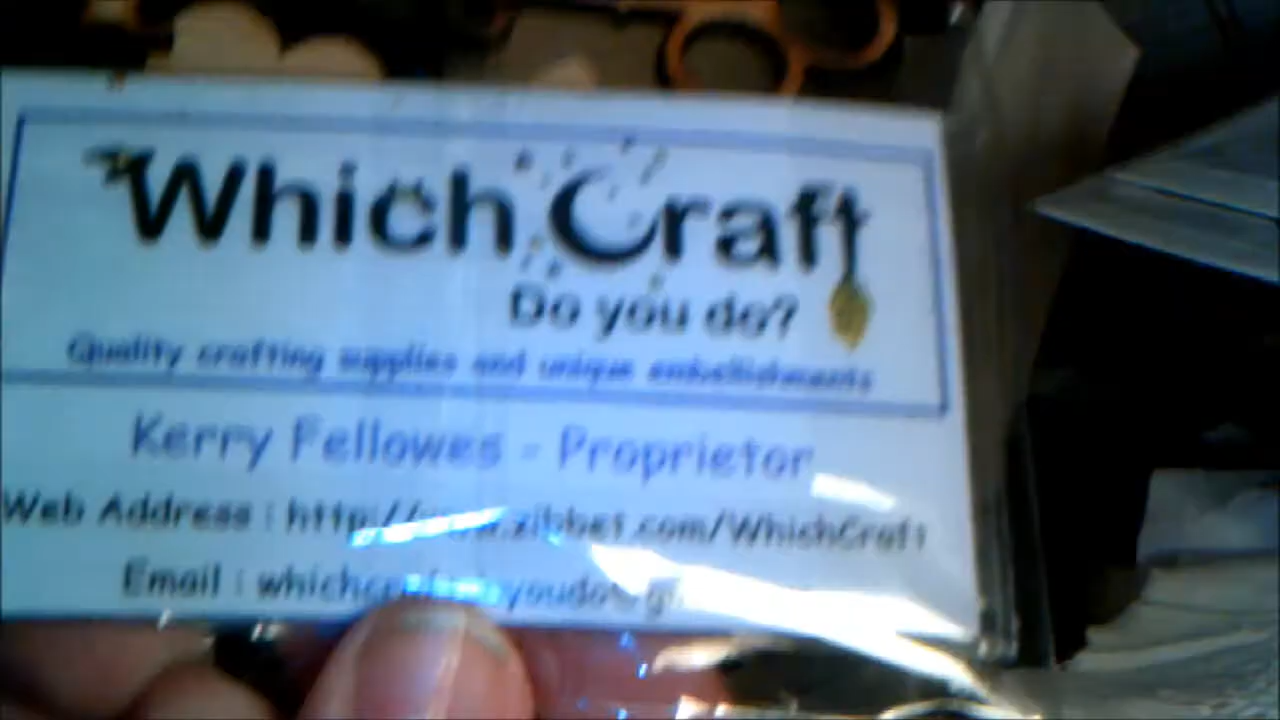 Which Craft
Do you do?
Quality crafting supplies and unique embellishments
Kerry Fellowes - Proprietor
Web Address : http://www.zibbet.com/WhichCraft
Email :